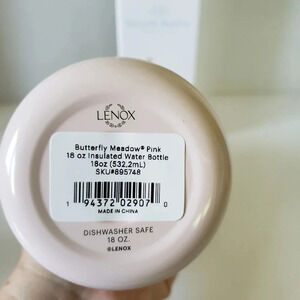 LENOX
Butterfly Meadow® Pink
18 oz Insulated Water Bottle
18oz (532,2mL)
SKU#895748
1 94372 02907 0
MADE IN CHINA
DISHWASHER SAFE
18 OZ.
@LENOX